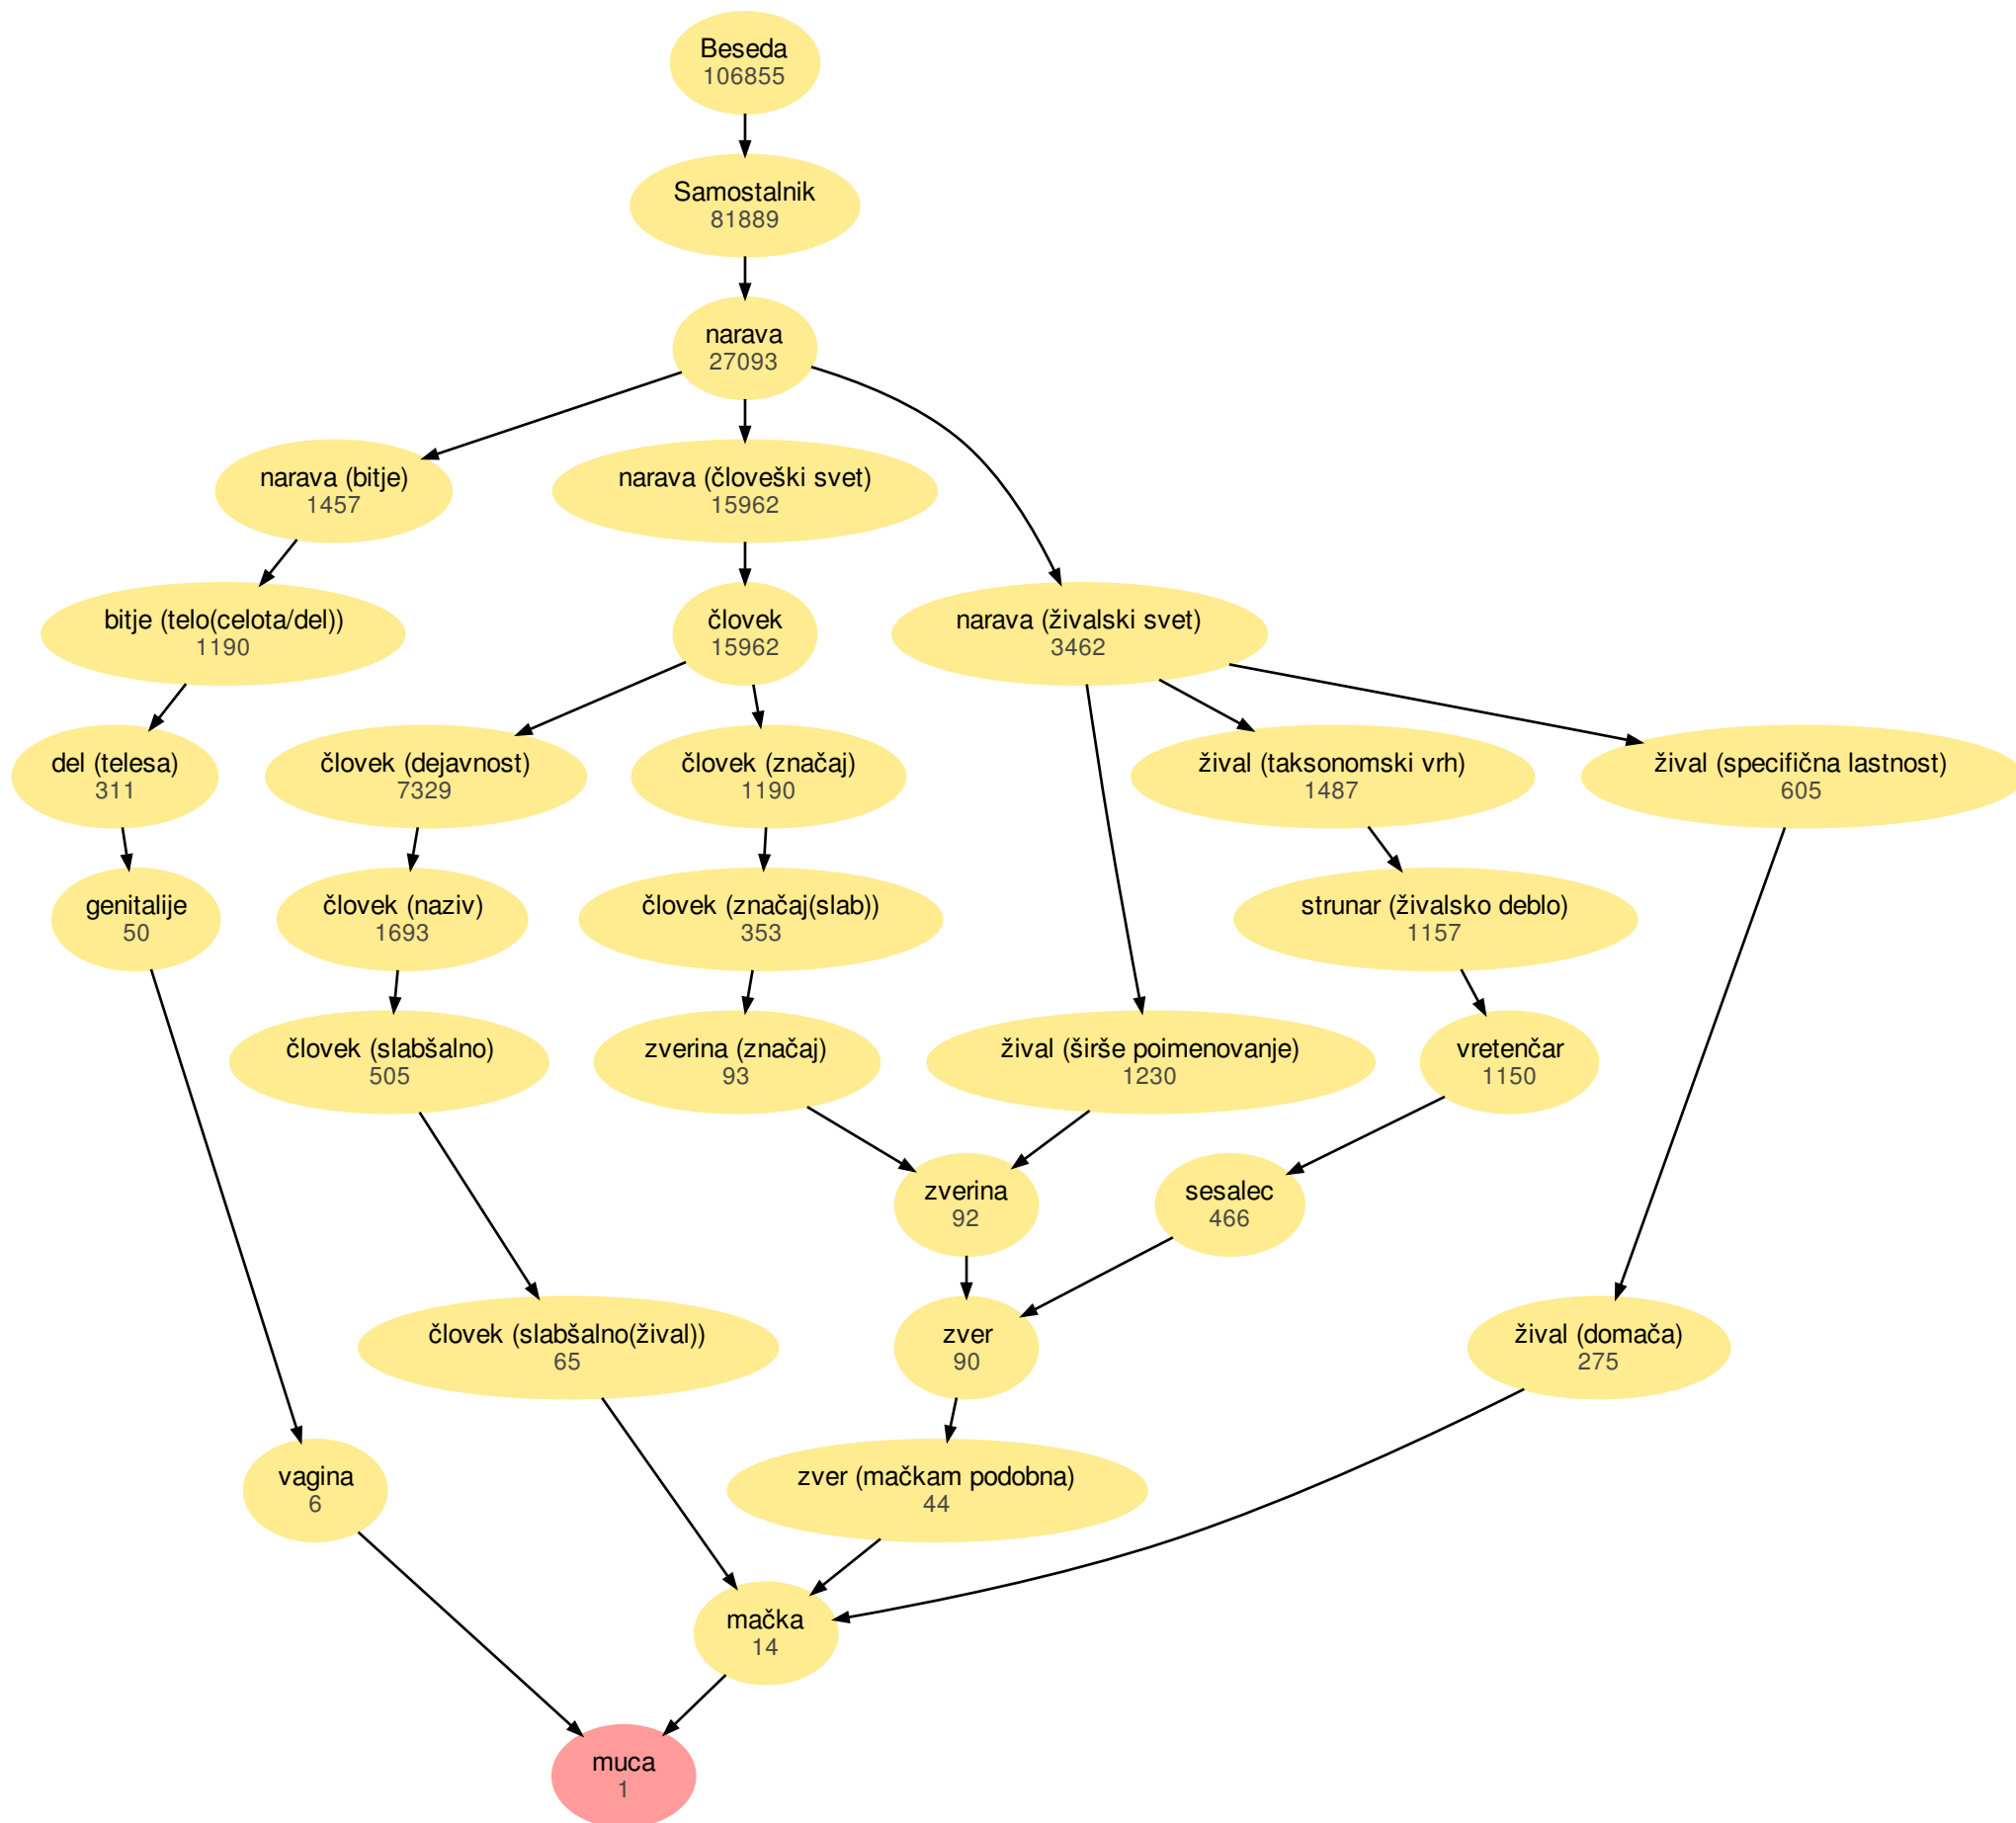 Beseda
106855
Samostalnik
81889
narava
27093
narava (bitje)
1457
narava (človeški svet)
15962
bitje (telo(celota/del))
1190
človek
15962
narava (živalski svet)
3462
del (telesa)
311
človek (dejavnost)
7329
človek (značaj)
1190
žival (taksonomski vrh)
1487
žival (specifična lastnost)
605
genitalije
50
človek (naziv)
1693
človek (značaj(slab))
353
strunar (živalsko deblo)
1157
človek (slabšalno)
505
zverina (značaj)
93
žival (širše poimenovanje)
1230
vretenčar
1150
zverina
92
sesalec
466
človek (slabšalno(žival))
65
zver
90
žival (domača)
275
vagina
6
zver (mačkam podobna)
44
mačka
14
muca
1